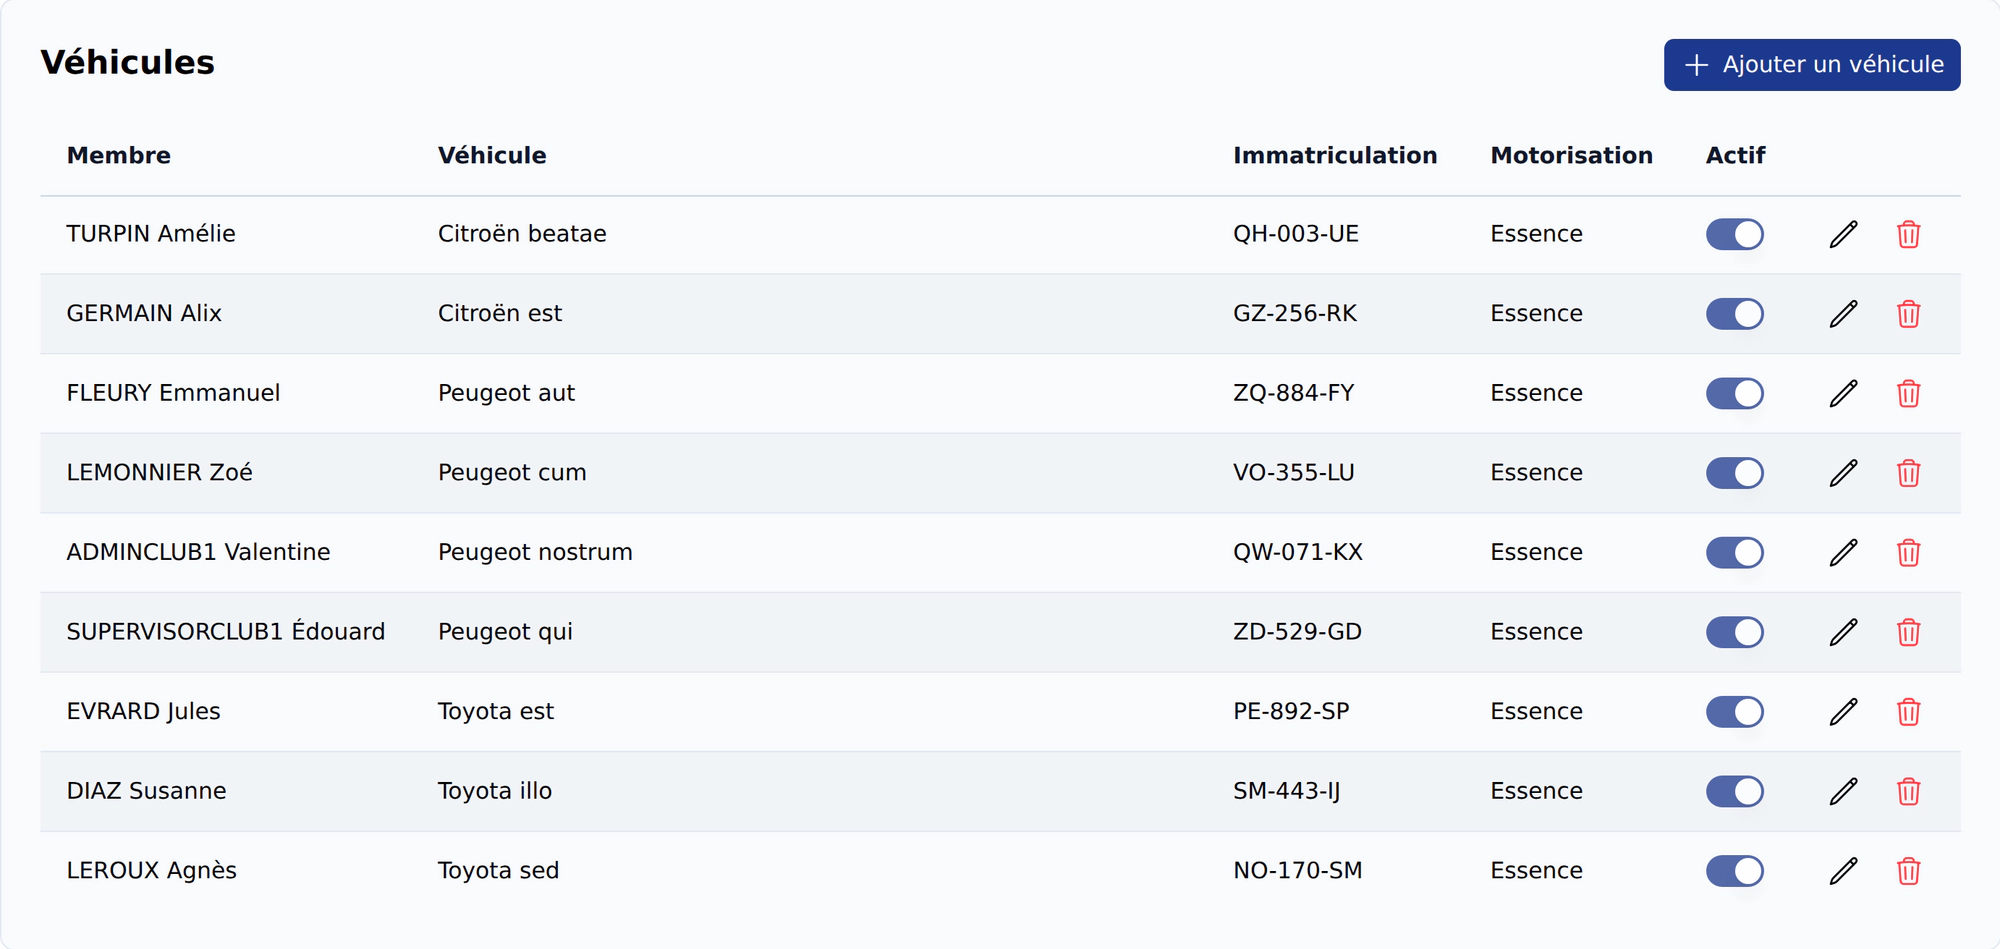 Véhicules
Ajouter un véhicule
Membre Véhicule Immatriculation Motorisation Actif
TURPIN Amélie Citroën beatae QH-003-UE Essence
GERMAIN Alix Citroën est GZ-256-RK Essence
FLEURY Emmanuel Peugeot aut ZQ-884-FY Essence
LEMONNIER Zoé Peugeot cum VO-355-LU Essence
ADMINCLUB1 Valentine Peugeot nostrum QW-071-KX Essence
SUPERVISORCLUB1 Édouard Peugeot qui ZD-529-GD Essence
EVRARD Jules Toyota est PE-892-SP Essence
DIAZ Susanne Toyota illo SM-443-IJ Essence
LEROUX Agnès Toyota sed NO-170-SM Essence